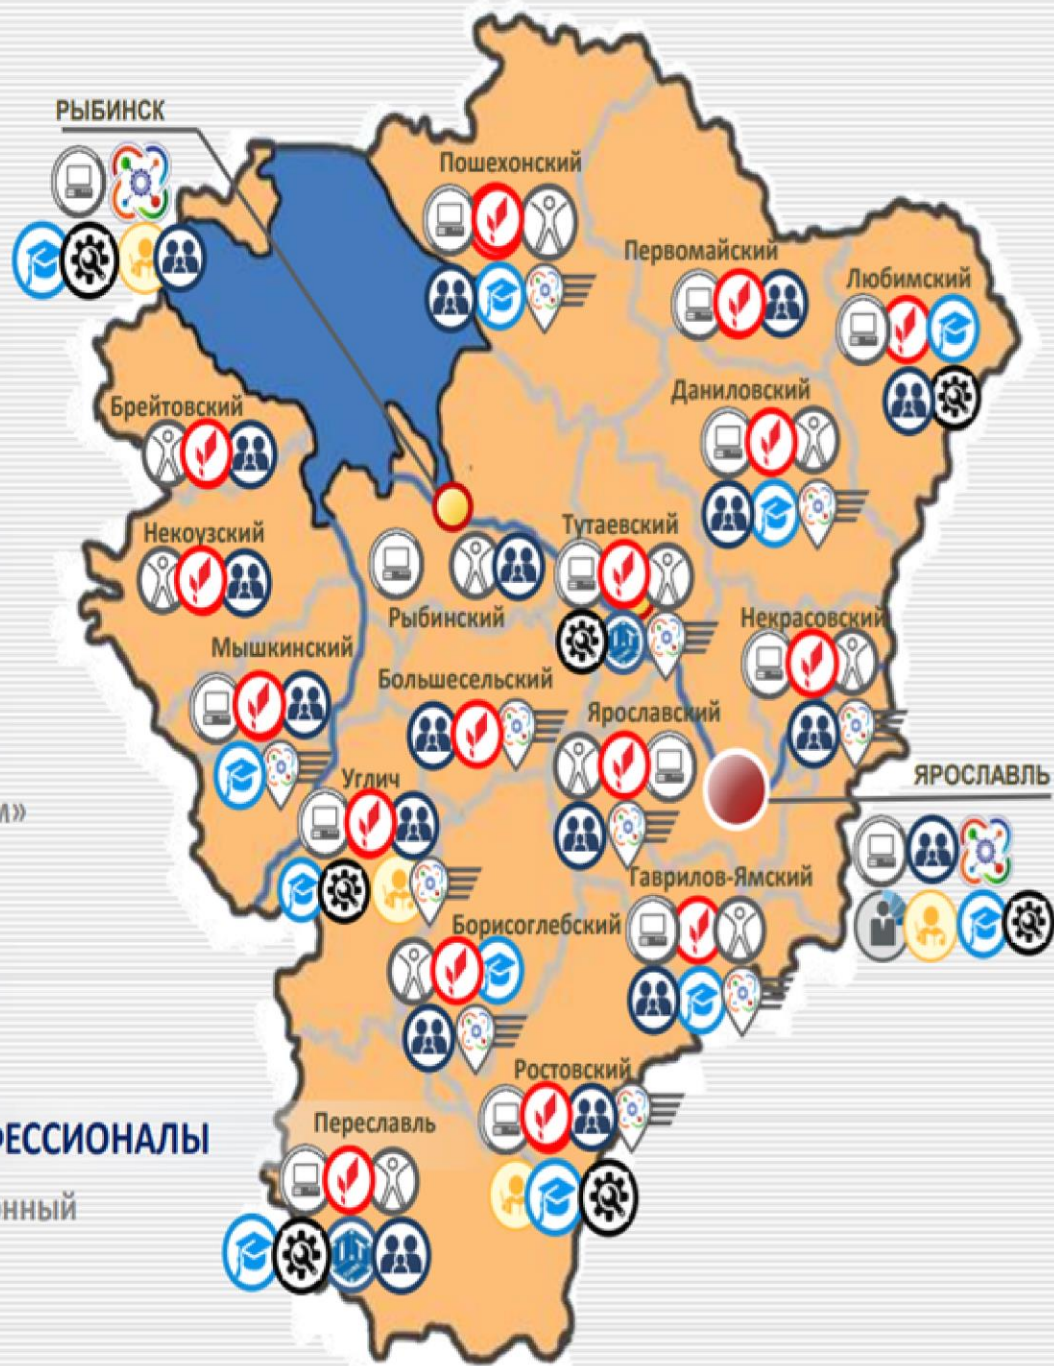 РЫБИНСК
Пошехонский
Первомайский
Любимский
Даниловский
Брейтовский
Некоузский
Тутаевский
Рыбинский
Некрасовский
Мышкинский
Большесельский
Ярославский
ЯРОСЛАВЛЬ
Углич
м»
Гаврилов-Ямский
Борисоглебский
Ростовский
Переславль
ФЕССИОНАЛЫ
онный